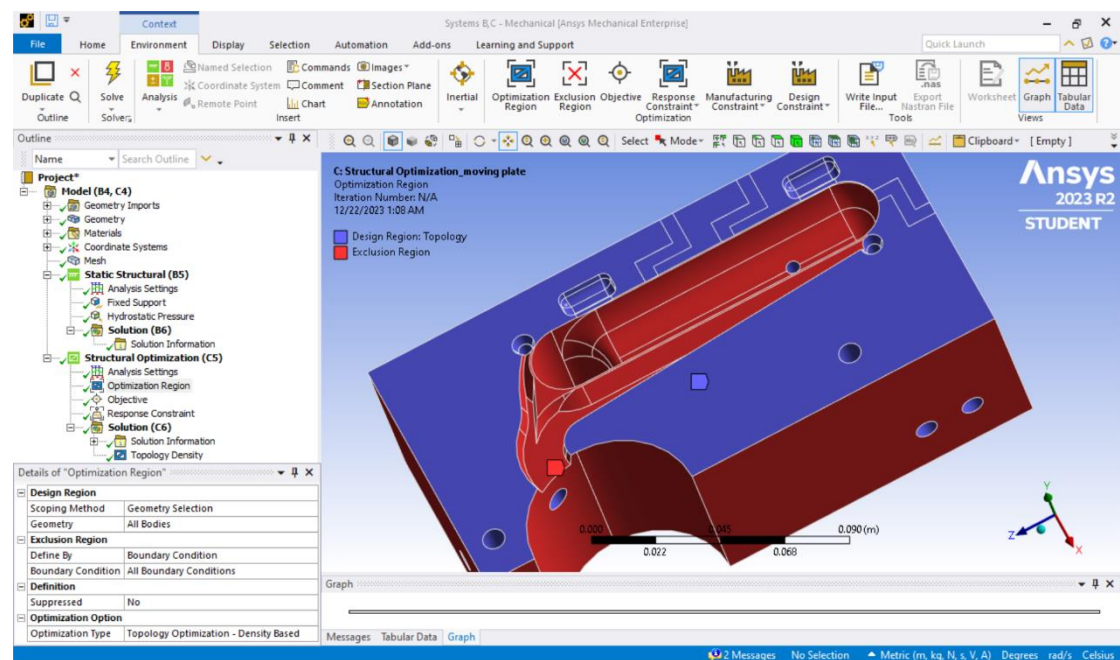 Context
Systems B,C - Mechanical [Ansys Mechanical Enterprise]
File Home Environment Display Selection Automation Add-ons Learning and Support
Quick Launch
Duplicate
Solve
Analysis
Named Selection
Coordinate System
Remote Point
Commands
Comment
Chart
Images
Section Plane
Annotation
Inertial
Optimization Region
Exclusion Region
Objective
Response Constraint
Manufacturing Constraint
Design Constraint
Write Input File...
.nas
Export Nastran File
Worksheet
Graph
Tabular Data
Outline Solvers Insert Optimization Tools Views
Outline
Name Search Outline
Select Mode Clipboard [Empty]
Project*
Model (B4, C4)
Geometry Imports
Geometry
Materials
Coordinate Systems
Mesh
Static Structural (B5)
Analysis Settings
Fixed Support
Hydrostatic Pressure
Solution (B6)
Solution Information
Structural Optimization (C5)
Analysis Settings
Optimization Region
Objective
Response Constraint
Solution (C6)
Solution Information
Topology Density
C: Structural Optimization_moving plate
Optimization Region
Iteration Number: N/A
12/22/2023 1:08 AM
Design Region: Topology
Exclusion Region
Ansys
2023 R2
STUDENT
0.000 0.045 0.090 (m)
0.022 0.068
Y
Z
X
Details of "Optimization Region"
Design Region
Scoping Method Geometry Selection
Geometry All Bodies
Exclusion Region
Define By Boundary Condition
Boundary Condition All Boundary Conditions
Definition
Suppressed No
Optimization Option
Optimization Type Topology Optimization - Density Based
Graph
Messages Tabular Data Graph
2 Messages No Selection Metric (m, kg, N, s, V, A) Degrees rad/s Celsius